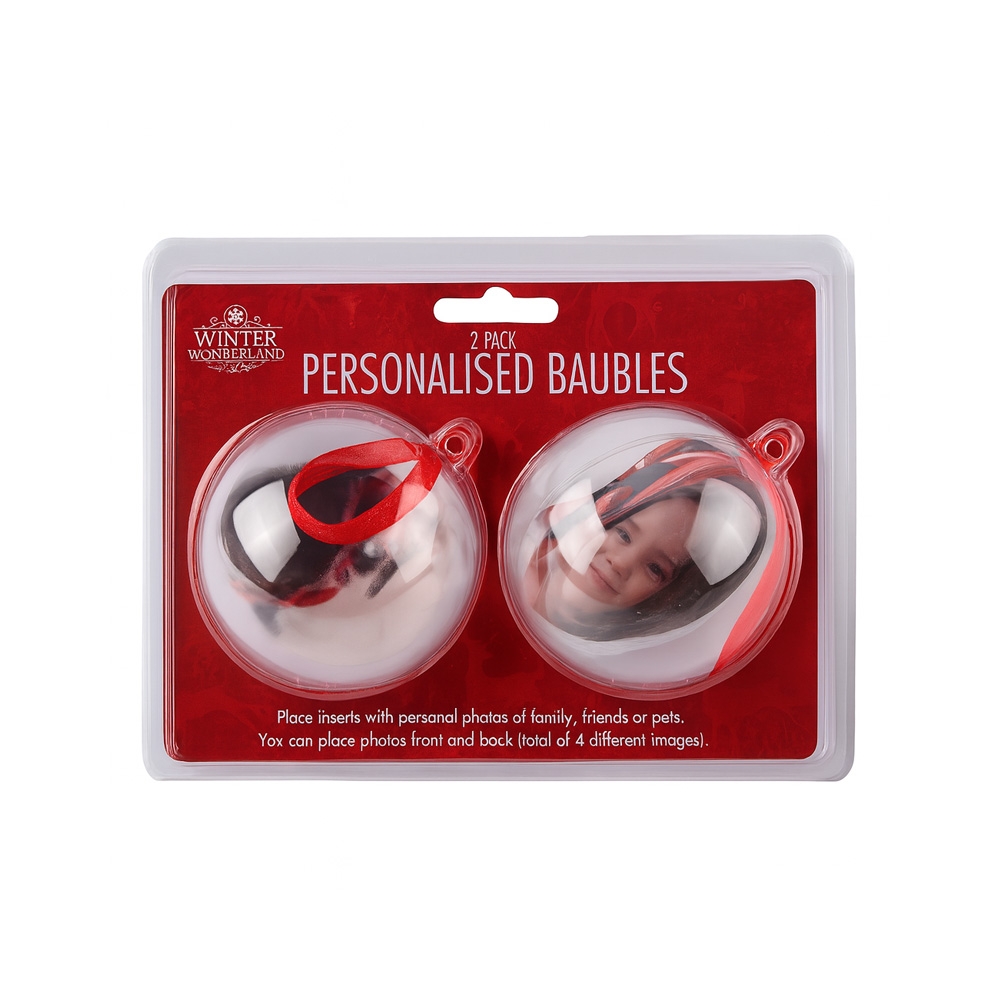 WINTER
WONBERLAND
2 PACK
PERSONALISED BAUBLES
Place inserts with persanal phatas of faniily, friends or pets.
Yox can place photos front and bock (total of 4 different images).